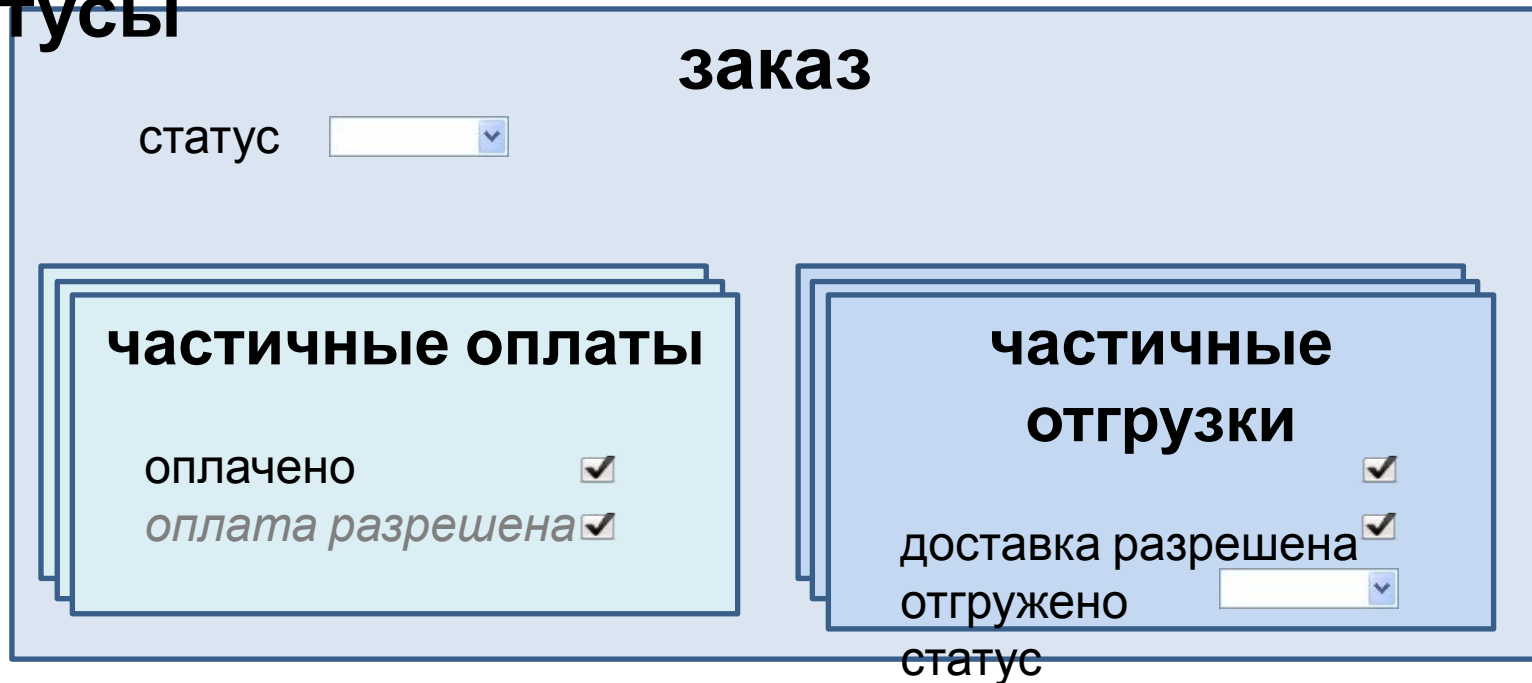 тусы
заказ
статус
частичные оплаты
оплачено
оплата разрешена
частичные
отгрузки
доставка разрешена
отгружено
статус